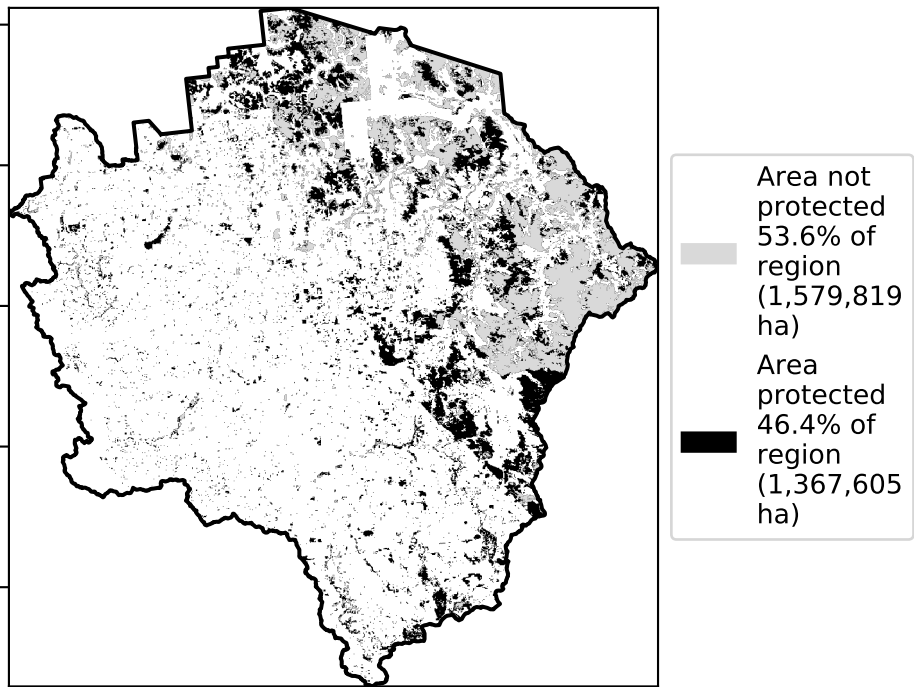 Area not
protected
53.6% of
region
(1,579,819
ha)
Area
protected
46.4% of
region
(1,367,605
ha)